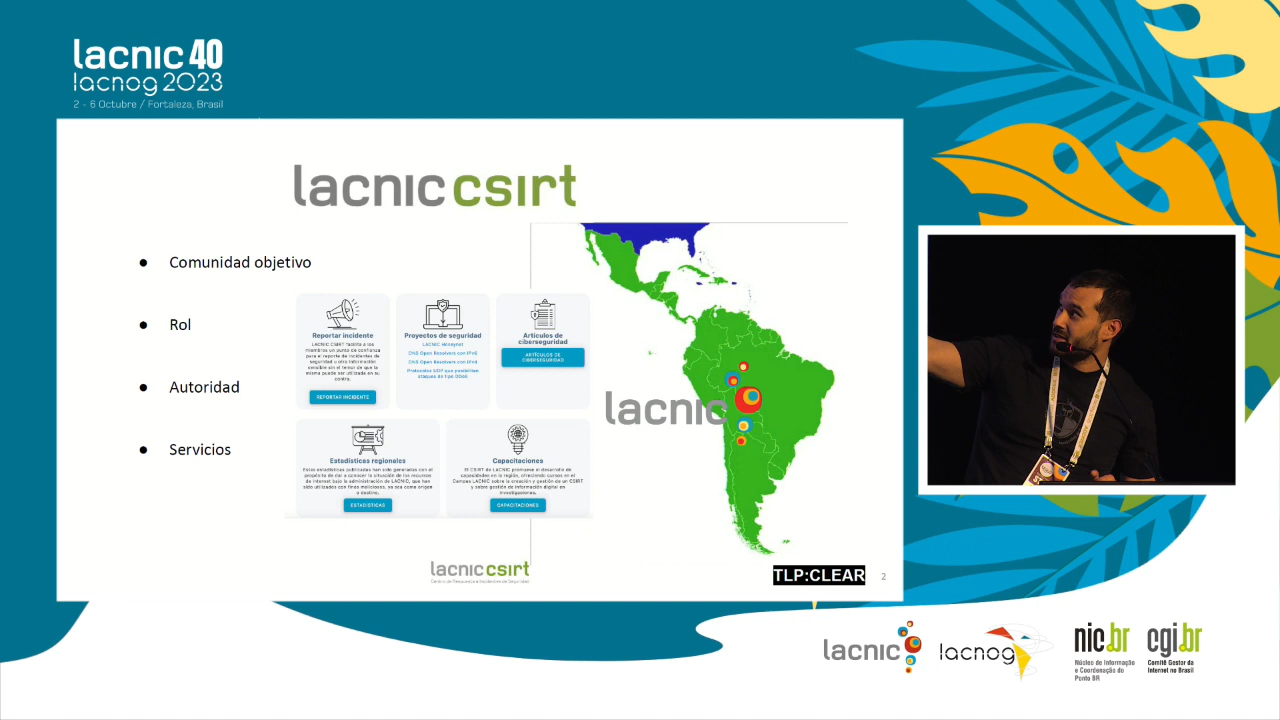 lacnic 40
lacnog 2023
2 - 6 Octubre / Fortaleza, Brasil
lacnic csirt
● Comunidad objetivo
● Rol
● Autoridad
● Servicios
Reportar incidente
LACNIC CSIRT facilita a los
miembros un punto de confianza
para el reporte de incidentes de
seguridad u otra información
sensible sin el temor de que la
misma pueda ser utilizada en su
contra.
REPORTAR INCIDENTE
Proyectos de seguridad
LACNIC Honeynet
DNS Open Resolvers con IPv6
DNS Open Resolvers con IPv4
Protocolos UDP que posibilitan
ataques de tipo DDoS
Artículos de
ciberseguridad
ARTÍCULOS DE
CIBERSEGURIDAD
Estadísticas regionales
Estas estadísticas publicadas han sido generadas con el
propósito de dar a conocer la situación de los recursos
de Internet bajo la administración de LACNIC, que han
sido utilizados con fines maliciosos, ya sea como origen
o destino.
ESTADÍSTICAS
Capacitaciones
El CSIRT de LACNIC promueve el desarrollo de
capacidades en la región, ofreciendo cursos en el
Campus LACNIC sobre la creación y gestión de un CSIRT
y sobre gestión de información digital en
investigaciones.
CAPACITACIONES
lacnic
lacnic csirt
Centro de Respuesta a Incidentes de Seguridad
TLP:CLEAR
2
lacnic
lacnog
nic.br
Núcleo de Informação
e Coordenação do
Ponto BR
cgi.br
Comitê Gestor da
Internet no Brasil